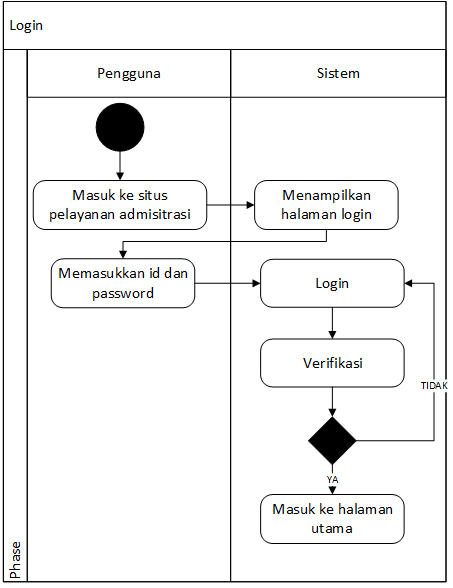 Login
Pengguna
Sistem
Masuk ke situs
pelayanan admisitrasi
Menampilkan
halaman login
Memasukkan id dan
password
Login
Verifikasi
TIDAK
YA
Masuk ke halaman
utama
Phase